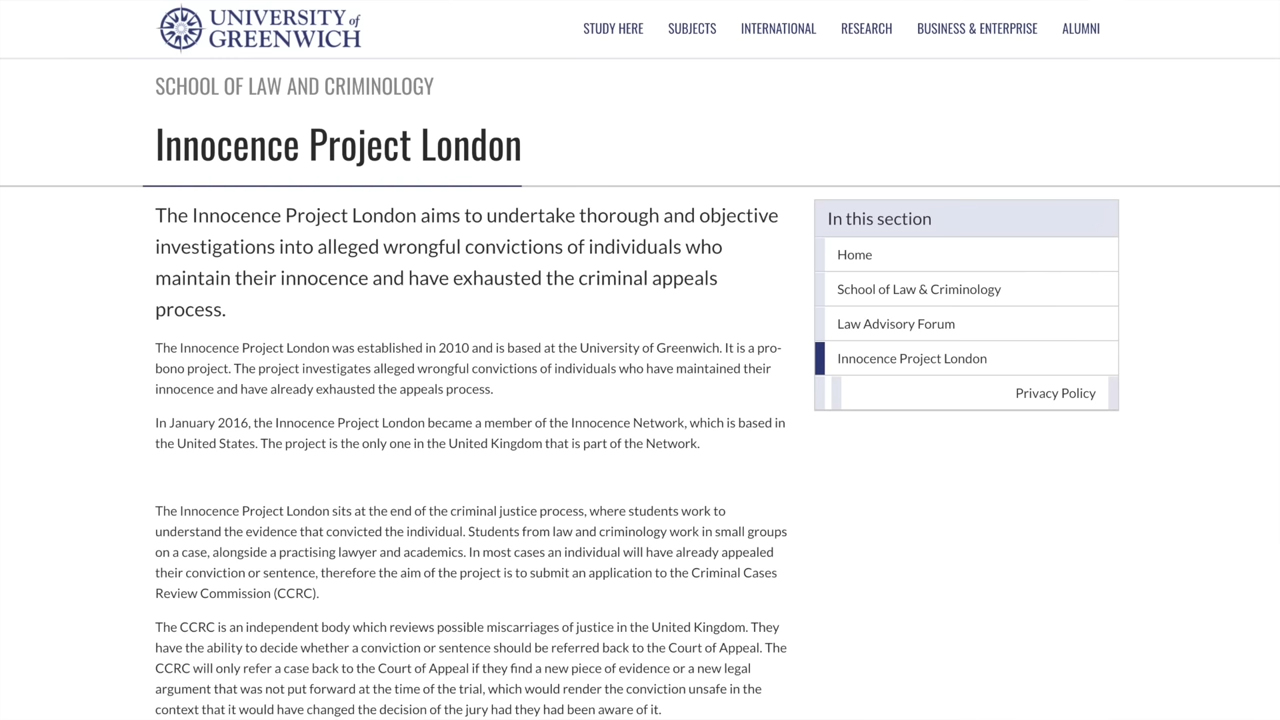 UNIVERSITY of
GREENWICH
STUDY HERE SUBJECTS INTERNATIONAL RESEARCH BUSINESS & ENTERPRISE ALUMNI
SCHOOL OF LAW AND CRIMINOLOGY
Innocence Project London
The Innocence Project London aims to undertake thorough and objective
investigations into alleged wrongful convictions of individuals who
maintain their innocence and have exhausted the criminal appeals
process.
The Innocence Project London was established in 2010 and is based at the University of Greenwich. It is a pro-
bono project. The project investigates alleged wrongful convictions of individuals who have maintained their
innocence and have already exhausted the appeals process.
In January 2016, the Innocence Project London became a member of the Innocence Network, which is based in
the United States. The project is the only one in the United Kingdom that is part of the Network.
The Innocence Project London sits at the end of the criminal justice process, where students work to
understand the evidence that convicted the individual. Students from law and criminology work in small groups
on a case, alongside a practising lawyer and academics. In most cases an individual will have already appealed
their conviction or sentence, therefore the aim of the project is to submit an application to the Criminal Cases
Review Commission (CCRC).
The CCRC is an independent body which reviews possible miscarriages of justice in the United Kingdom. They
have the ability to decide whether a conviction or sentence should be referred back to the Court of Appeal. The
CCRC will only refer a case back to the Court of Appeal if they find a new piece of evidence or a new legal
argument that was not put forward at the time of the trial, which would render the conviction unsafe in the
context that it would have changed the decision of the jury had they had been aware of it.
In this section
Home
School of Law & Criminology
Law Advisory Forum
Innocence Project London
Privacy Policy